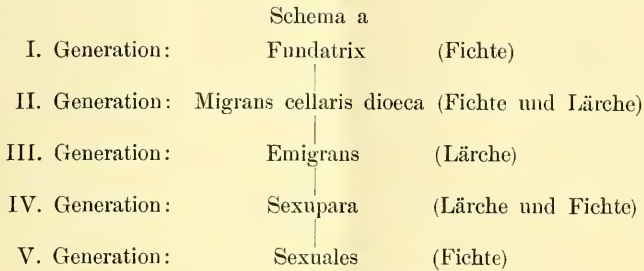 Schema a
I. Generation: Fundatrix (Fichte)
II. Generation: Migrans cellaris dioeca (Fichte und Lärche)
III. Generation: Emigrans (Lärche)
IV. Generation: Sexupara (Lärche und Fichte)
V. Generation: Sexuales (Fichte)